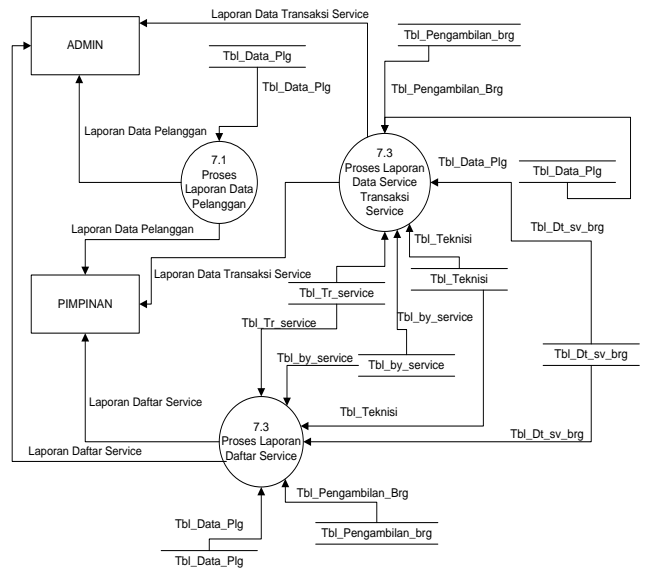 Laporan Data Transaksi Service
ADMIN
Tbl_Data_Plg
Tbl_Pengambilan_brg
Tbl_Data_Plg
Tbl_Pengambilan_Brg
Laporan Data Pelanggan
7.1
Proses
Laporan Data
Pelanggan
7.3
Proses Laporan
Data Service
Transaksi
Service
Tbl_Data_Plg
Tbl_Data_Plg
Laporan Data Pelanggan
Tbl_Dt_sv_brg
Tbl_Teknisi
Laporan Data Transaksi Service
Tbl_Teknisi
Tbl_Tr_service
PIMPINAN
Tbl_Tr_service
Tbl_by_service
Tbl_by_service
Tbl_by_service
Tbl_Dt_sv_brg
Laporan Daftar Service
Tbl_Teknisi
7.3
Proses Laporan
Daftar Service
Tbl_Dt_sv_brg
Laporan Daftar Service
Tbl_Pengambilan_Brg
Tbl_Data_Plg
Tbl_Pengambilan_brg
Tbl_Data_Plg